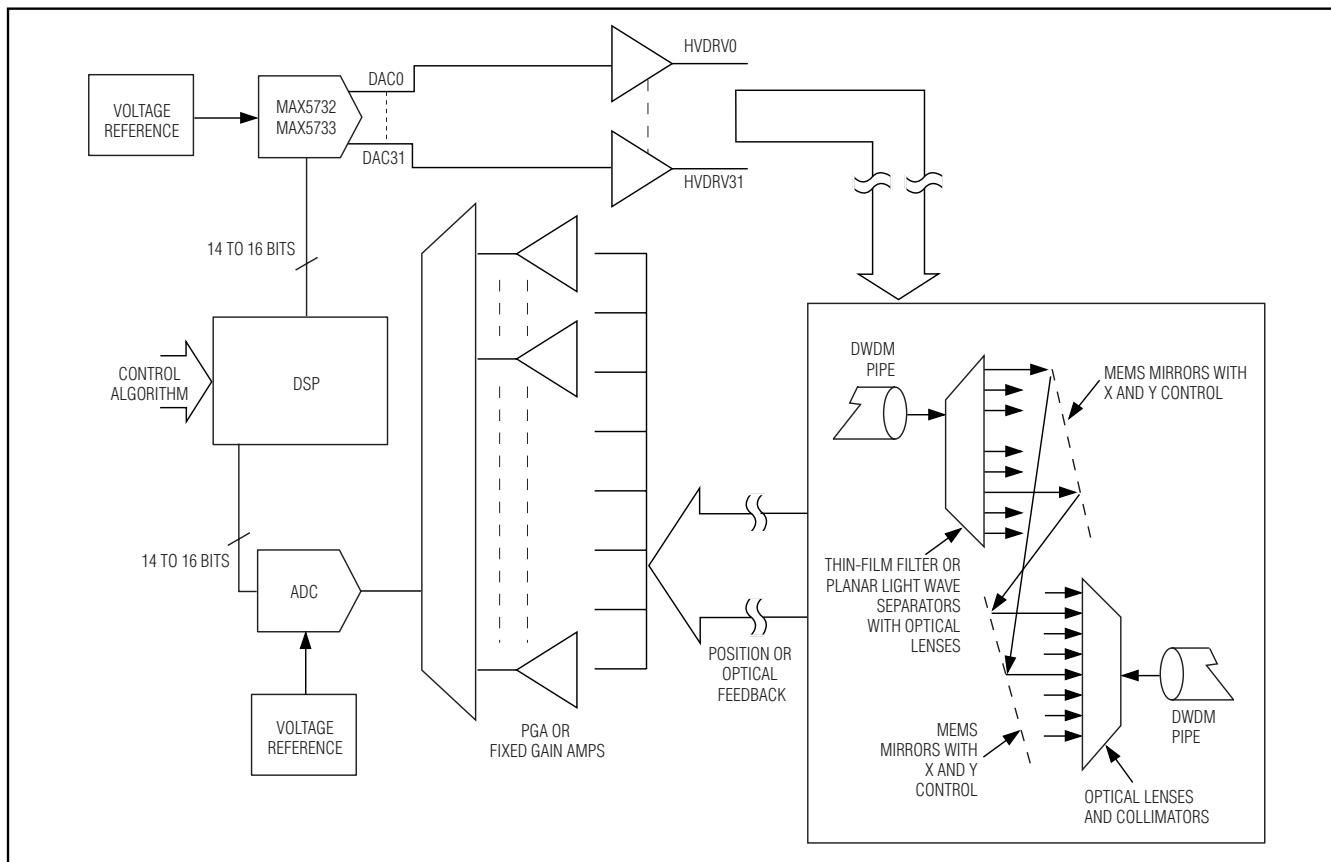 VOLTAGE
REFERENCE
MAX5732
MAX5733
DAC0
DAC31
HVDRV0
HVDRV31
14 TO 16 BITS
CONTROL
ALGORITHM
DSP
14 TO 16 BITS
ADC
VOLTAGE
REFERENCE
PGA OR
FIXED GAIN AMPS
POSITION OR
OPTICAL
FEEDBACK
DWDM
PIPE
MEMS MIRRORS WITH
X AND Y CONTROL
THIN-FILM FILTER OR
PLANAR LIGHT WAVE
SEPARATORS
WITH OPTICAL
LENSES
MEMS
MIRRORS WITH
X AND Y
CONTROL
DWDM
PIPE
OPTICAL LENSES
AND COLLIMATORS